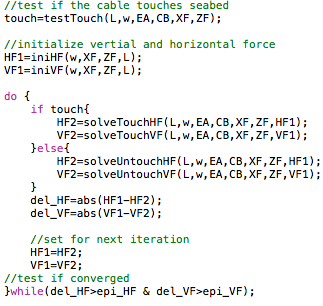 //test if the cable touches seabed
touch=testTouch(L,w,EA,CB,XF,ZF);
//initialize vertial and horizontal force
HF1=iniHF(w,XF,ZF,L);
VF1=iniVF(w,XF,ZF,L);
do {
if touch{
HF2=solveTouchHF(L,w,EA,CB,XF,ZF,HF1);
VF2=solveTouchVF(L,w,EA,CB,XF,ZF,VF1);
}else{
HF2=solveUntouchHF(L,w,EA,CB,XF,ZF,HF1);
VF2=solveUntouchVF(L,w,EA,CB,XF,ZF,VF1);
}
del_HF=abs(HF1-HF2);
del_VF=abs(VF1-VF2);
//set for next iteration
HF1=HF2;
VF1=VF2;
//test if converged
}while(del_HF>epi_HF & del_VF>epi_VF);